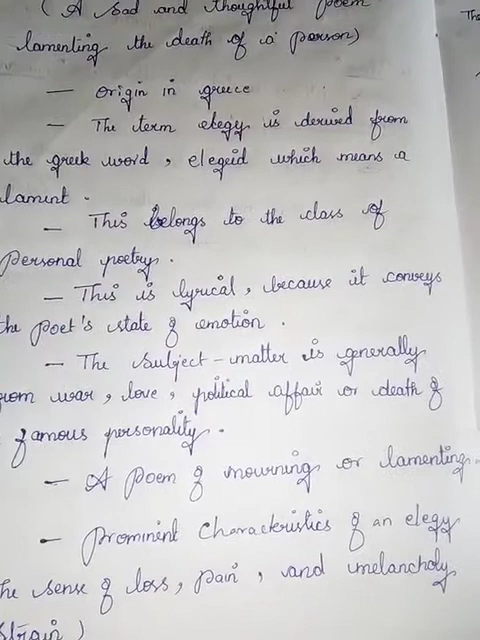 ( A sad and thoughtful Poem
lamenting the death of a person)
— origin in greece
— The term elegy is derived from
the greek word, elegeid which means a
lament.
— This belongs to the class of
Personal poetry.
— This is lyrical, because it conveys
the Poet's state of emotion.
— The subject-matter is generally
from war, love, political affair or death of
famous personality.
— A Poem of mourning or lamenting.
— Prominent Characteristics of an elegy
the sense of loss, pain, and melancholy
strain)